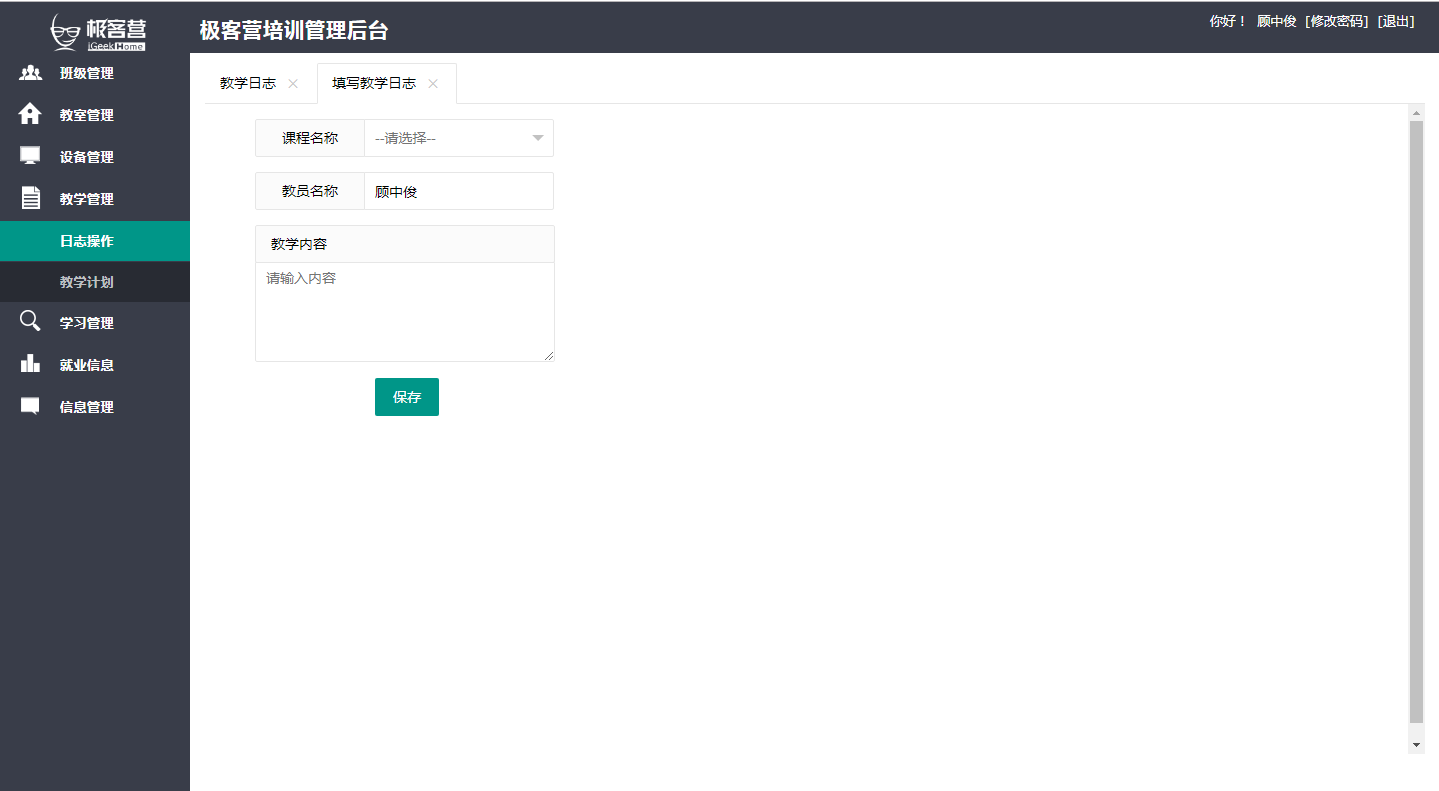 极客营
iGeekHome
极客营培训管理后台
你好！ 顾中俊 [修改密码] [退出]
班级管理
教室管理
设备管理
教学管理
日志操作
教学计划
学习管理
就业信息
信息管理
教学日志
填写教学日志
课程名称 --请选择--
教员名称 顾中俊
教学内容
请输入内容
保存